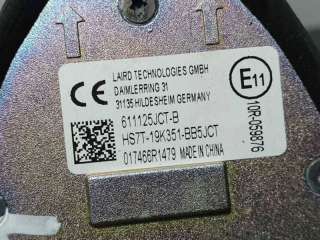 LAIRD TECHNOLOGIES GMBH
DAIMLERRING 31
31135 HILDESHEIM GERMANY
CE
611125JCT-B
HS7T-19K351-BB5JCT
017466R1479 MADE IN CHINA
E11
10R-059876